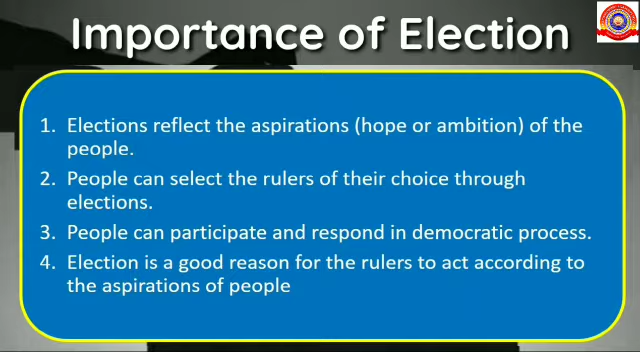 Importance of Election
1. Elections reflect the aspirations (hope or ambition) of the
people.
2. People can select the rulers of their choice through
elections.
3. People can participate and respond in democratic process.
4. Election is a good reason for the rulers to act according to
the aspirations of people